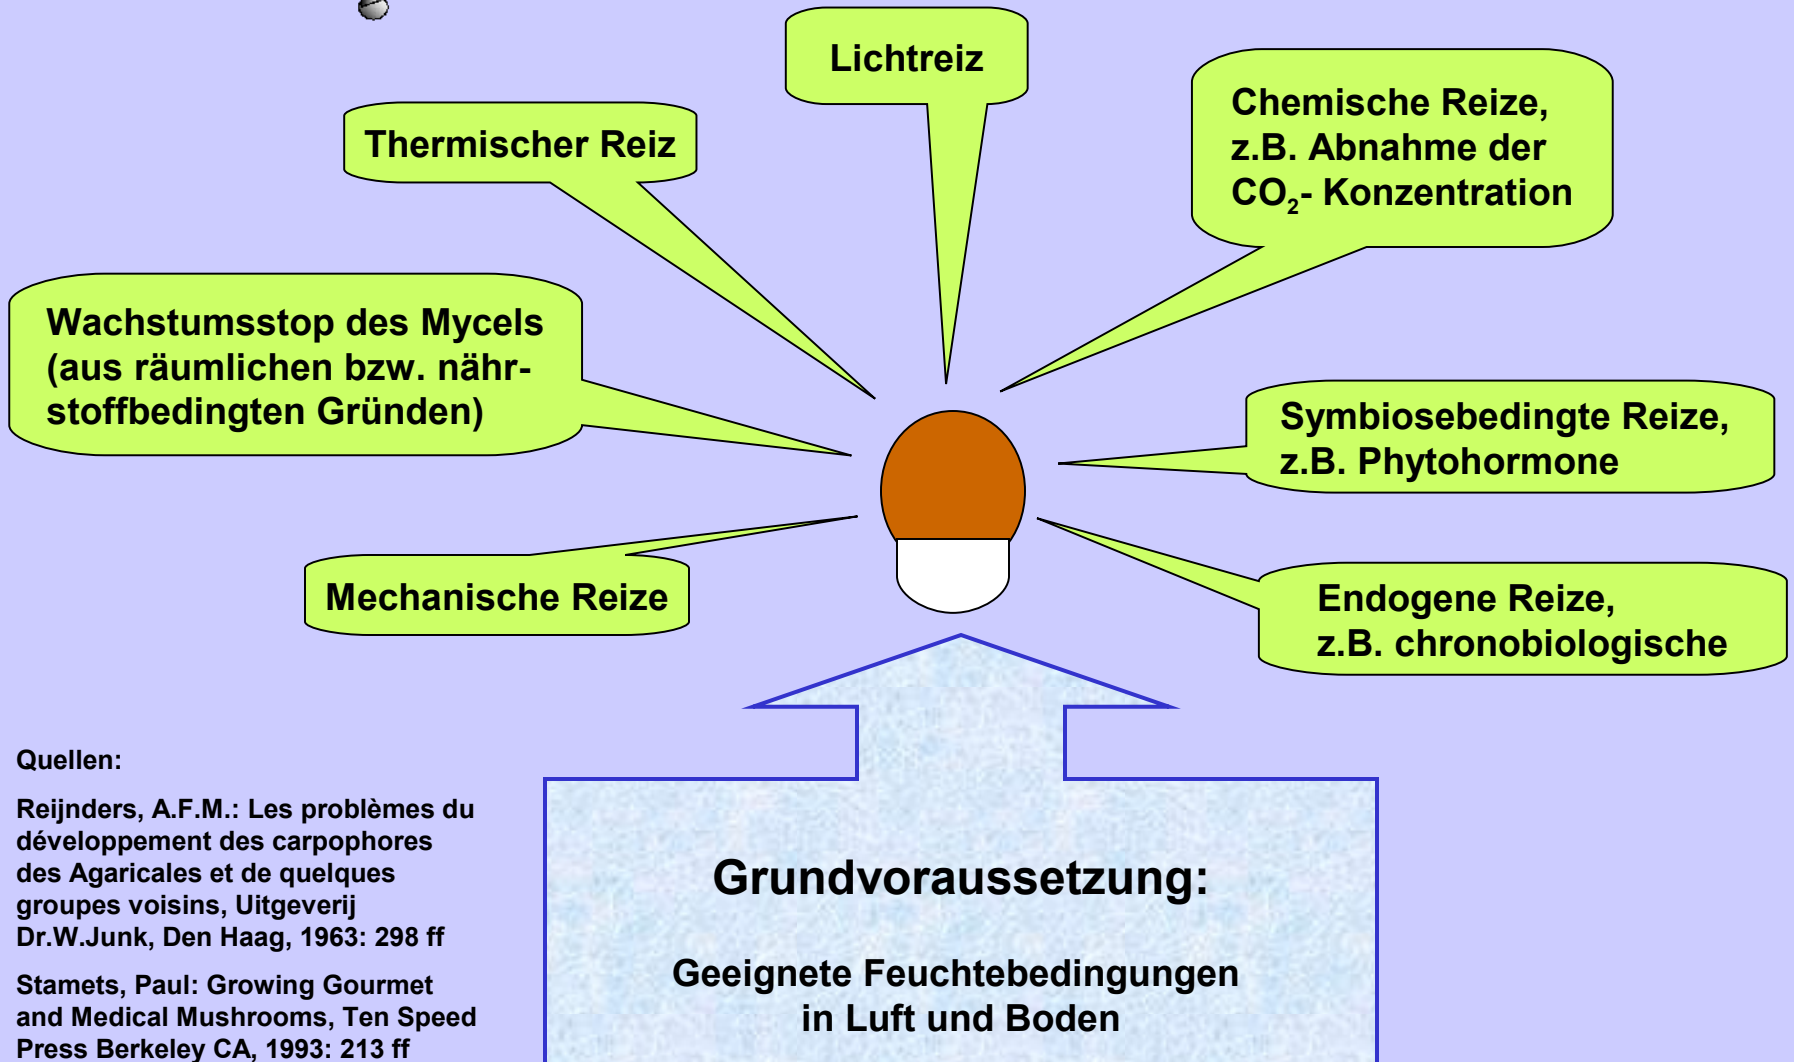 Lichtreiz
Thermischer Reiz
Chemische Reize,
z.B. Abnahme der
CO₂- Konzentration
Wachstumsstop des Mycels
(aus räumlichen bzw. nähr-
stoffbedingten Gründen)
Symbiosebedingte Reize,
z.B. Phytohormone
Mechanische Reize
Endogene Reize,
z.B. chronobiologische
Quellen:
Reijnders, A.F.M.: Les problèmes du
développement des carpophores
des Agaricales et de quelques
groupes voisins, Uitgeverij
Dr.W.Junk, Den Haag, 1963: 298 ff
Stamets, Paul: Growing Gourmet
and Medical Mushrooms, Ten Speed
Press Berkeley CA, 1993: 213 ff
Grundvoraussetzung:
Geeignete Feuchtebedingungen
in Luft und Boden